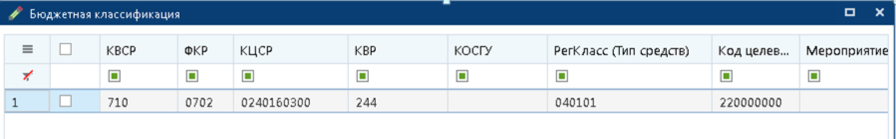 Бюджетная классификация
КВСР ФКР КЦСР КВР КОСГУ РегКласс (Тип средств) Код целев... Мероприятие
1 710 0702 0240160300 244 040101 220000000